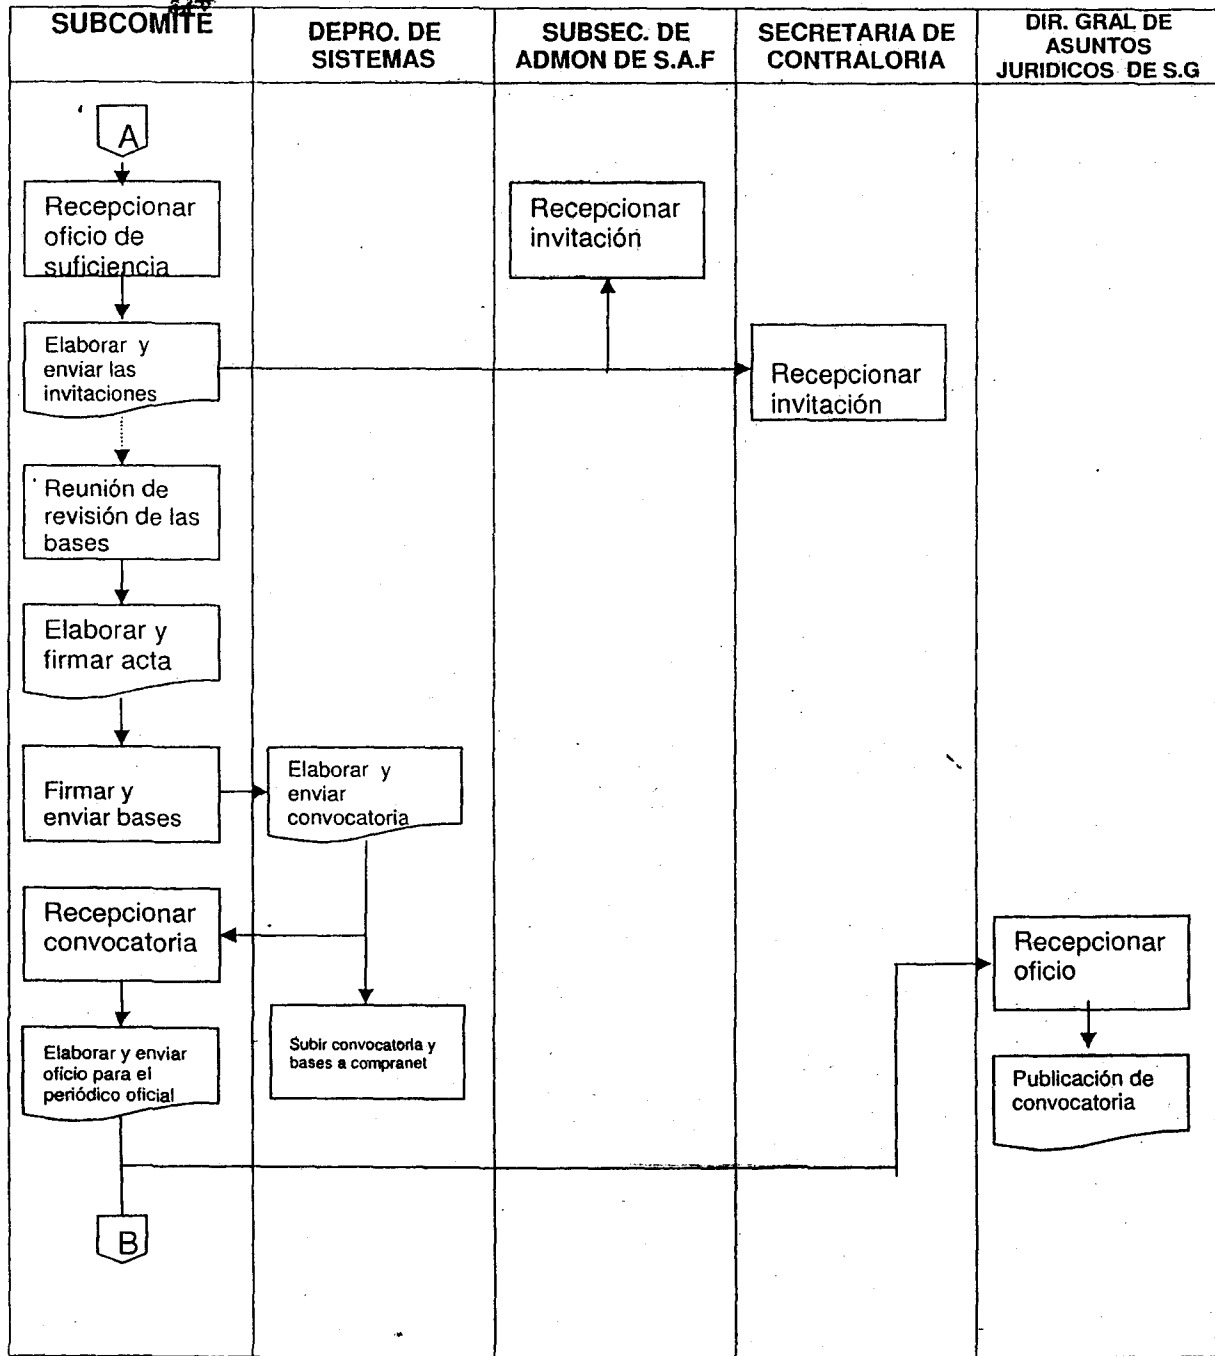 SUBCOMITE
DEPRO. DE
SISTEMAS
SUBSEC. DE
ADMON DE S.A.F
SECRETARIA DE
CONTRALORIA
DIR. GRAL DE
ASUNTOS
JURIDICOS DE S.G
A
Recepcionar
oficio de
suficiencia
Recepcionar
invitación
Elaborar y
enviar las
invitaciones
Recepcionar
invitación
Reunión de
revisión de las
bases
Elaborar y
firmar acta
Firmar y
enviar bases
Elaborar y
enviar
convocatoria
Recepcionar
convocatoria
Recepcionar
oficio
Elaborar y enviar
oficio para el
periódico oficial
Subir convocatoria y
bases a compranet
Publicación de
convocatoria
B